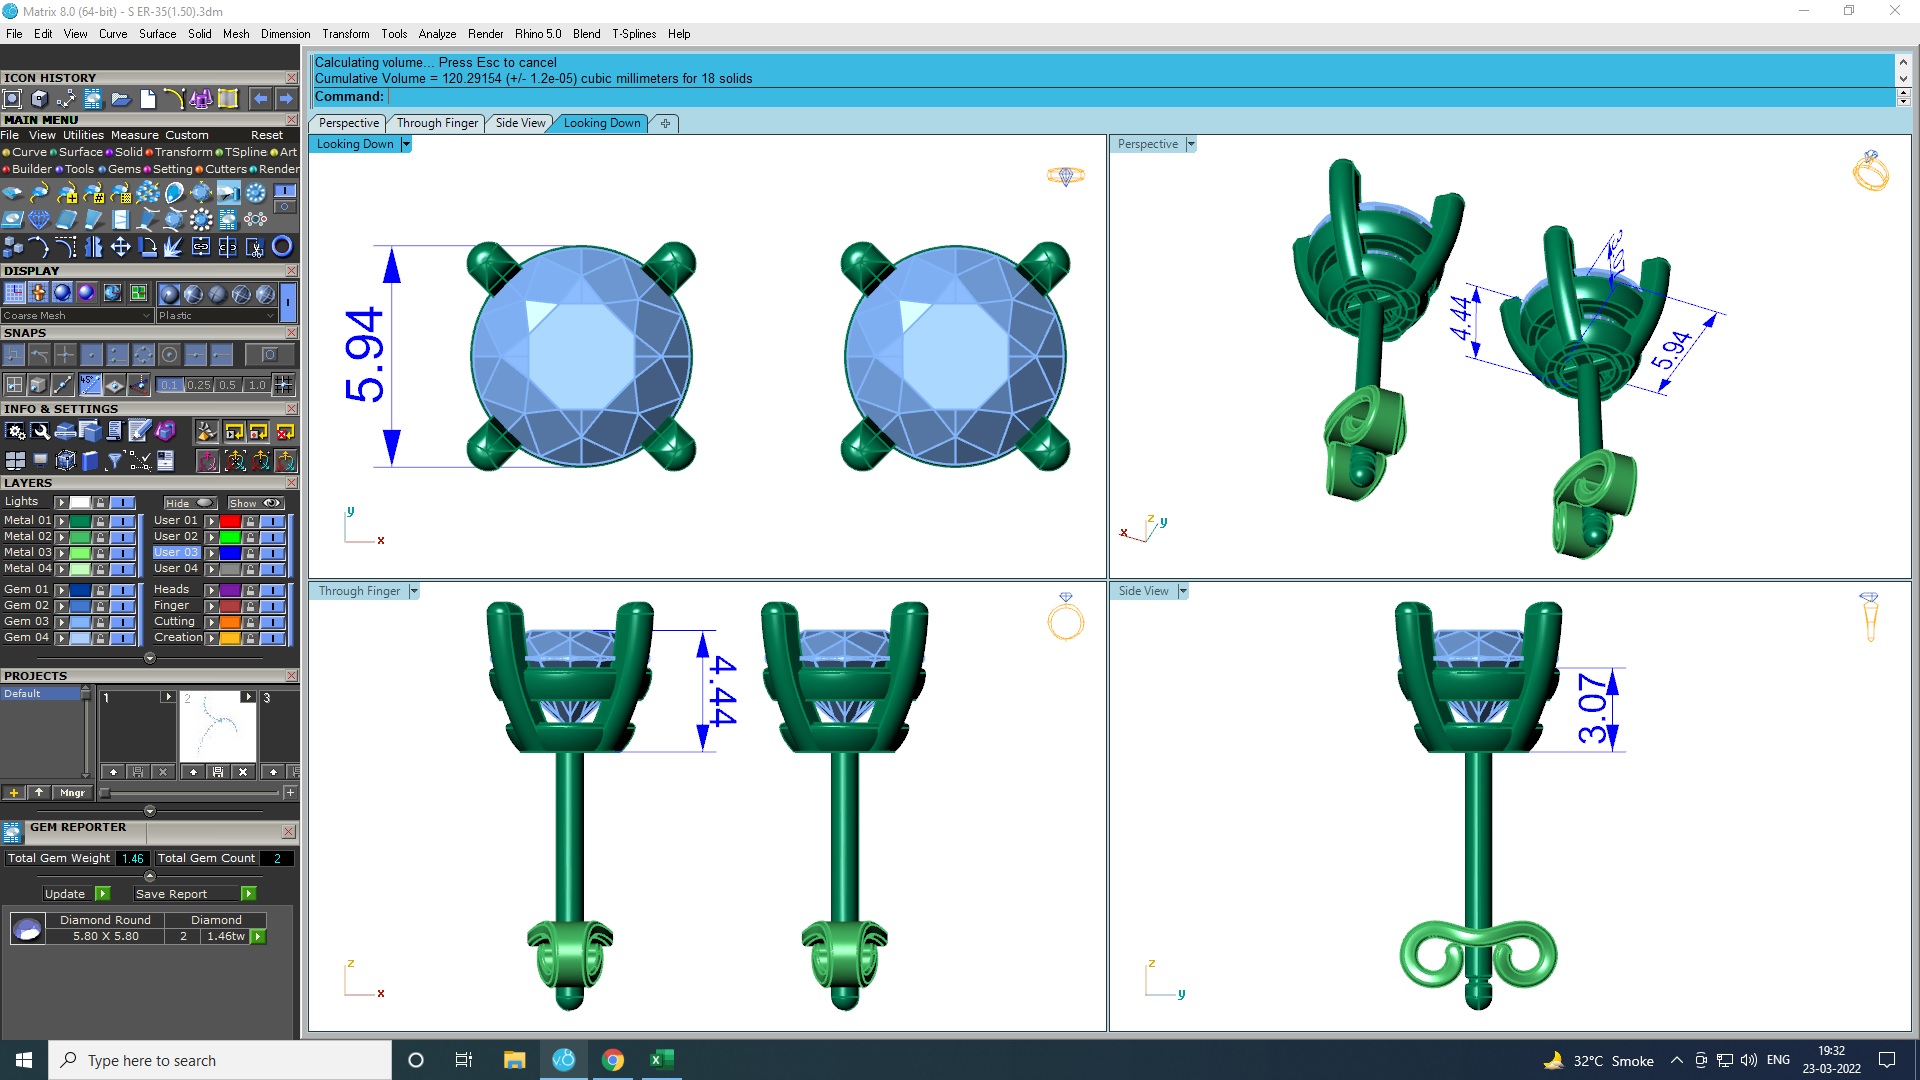 Matrix 8.0 (64-bit) - S ER-35(1.50).3dm
File Edit View Curve Surface Solid Mesh Dimension Transform Tools Analyze Render Rhino 5.0 Blend T-Splines Help
Calculating volume... Press Esc to cancel
Cumulative Volume = 120.29154 (+/- 1.2e-05) cubic millimeters for 18 solids
Command:
Perspective Through Finger Side View Looking Down
ICON HISTORY
MAIN MENU
File View Utilities Measure Custom Reset
Curve Surface Solid Transform TSpline Art
Builder Tools Gems Setting Cutters Render
DISPLAY
Coarse Mesh Plastic
SNAPS
45°
0.1 0.25 0.5 1.0
INFO & SETTINGS
LAYERS
Lights Hide Show
Metal 01 User 01
Metal 02 User 02
Metal 03 User 03
Metal 04 User 04
Gem 01 Heads
Gem 02 Finger
Gem 03 Cutting
Gem 04 Creation
PROJECTS
Default
1 2 3
Mngr
GEM REPORTER
Total Gem Weight 1.46 Total Gem Count 2
Update Save Report
Diamond Round Diamond
5.80 X 5.80 2 1.46tw
Looking Down
5.94
y
x
Perspective
4.44
5.94
z
y
x
Through Finger
4.44
z
x
Side View
3.07
z
y
Type here to search
32°C Smoke
ENG
19:32
23-03-2022